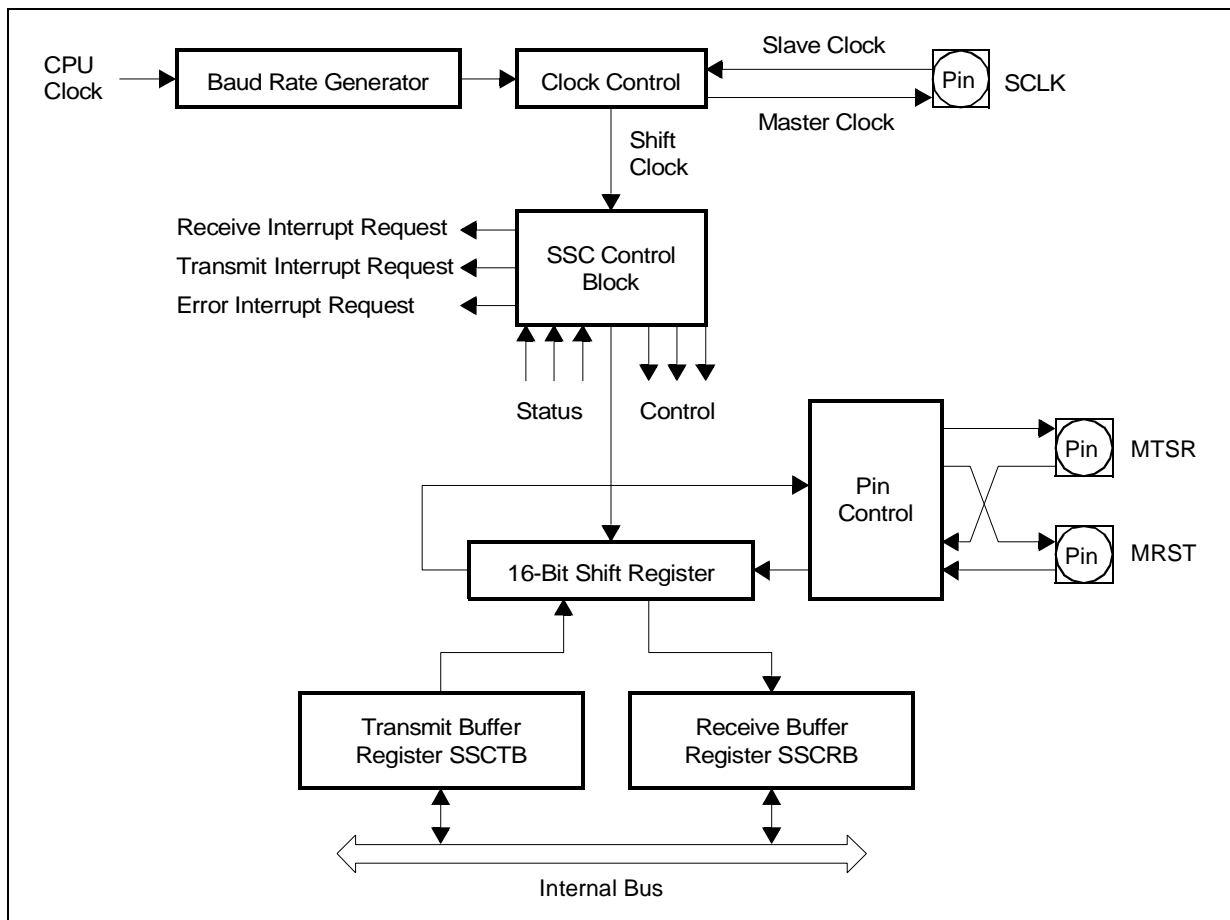 CPU
Clock
Baud Rate Generator
Clock Control
Slave Clock
Master Clock
Pin
SCLK
Shift
Clock
Receive Interrupt Request
Transmit Interrupt Request
Error Interrupt Request
SSC Control
Block
Status
Control
Pin
Control
Pin
MTSR
Pin
MRST
16-Bit Shift Register
Transmit Buffer
Register SSCTB
Receive Buffer
Register SSCRB
Internal Bus